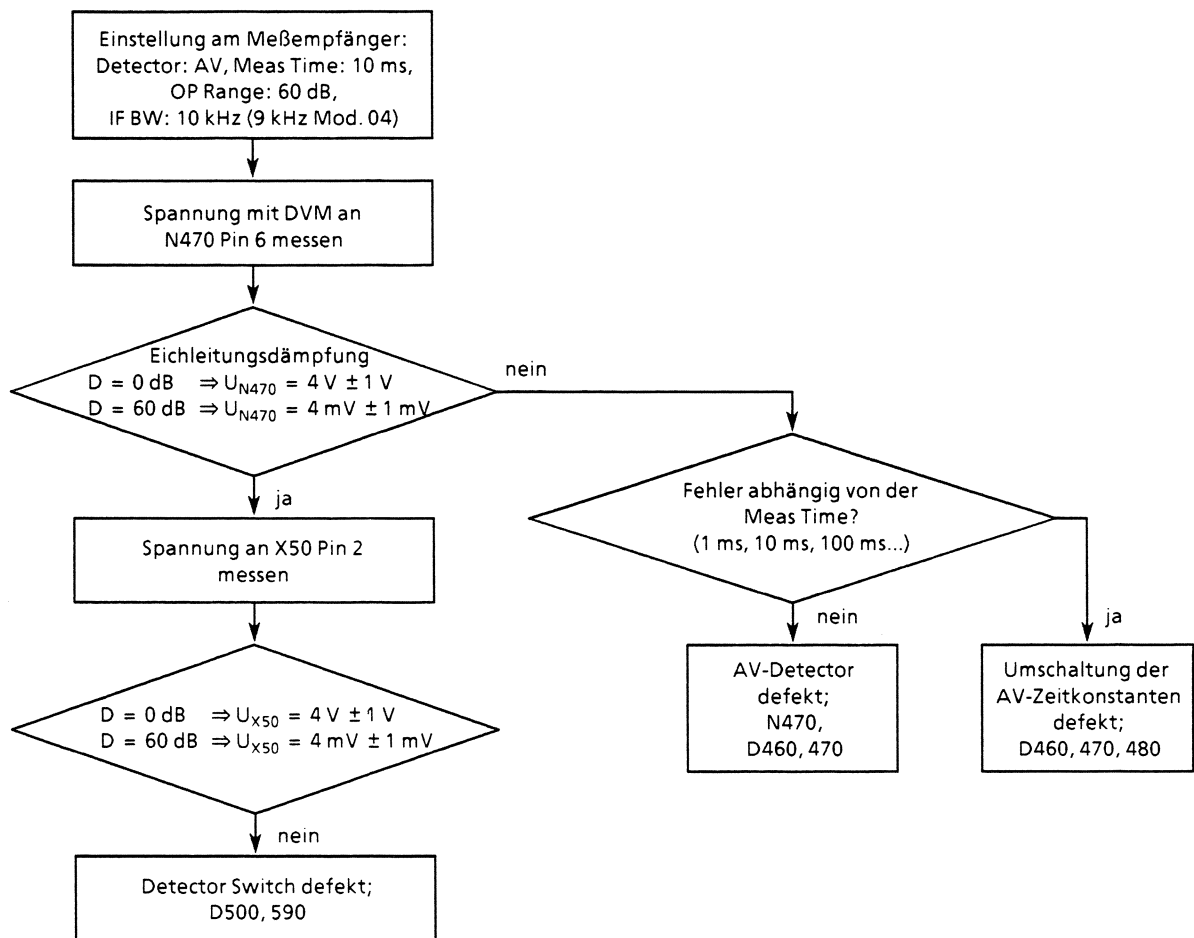 Einstellung am Meßempfänger:
Detector: AV, Meas Time: 10 ms,
OP Range: 60 dB,
IF BW: 10 kHz (9 kHz Mod. 04)
Spannung mit DVM an
N470 Pin 6 messen
Eichleitungsdämpfung
D = 0 dB ⇒ U_N470 = 4 V ± 1 V
D = 60 dB ⇒ U_N470 = 4 mV ± 1 mV
nein
ja
Fehler abhängig von der
Meas Time?
(1 ms, 10 ms, 100 ms...)
Spannung an X50 Pin 2
messen
nein
ja
AV-Detector
defekt;
N470,
D460, 470
Umschaltung der
AV-Zeitkonstanten
defekt;
D460, 470, 480
D = 0 dB ⇒ U_X50 = 4 V ± 1 V
D = 60 dB ⇒ U_X50 = 4 mV ± 1 mV
nein
Detector Switch defekt;
D500, 590